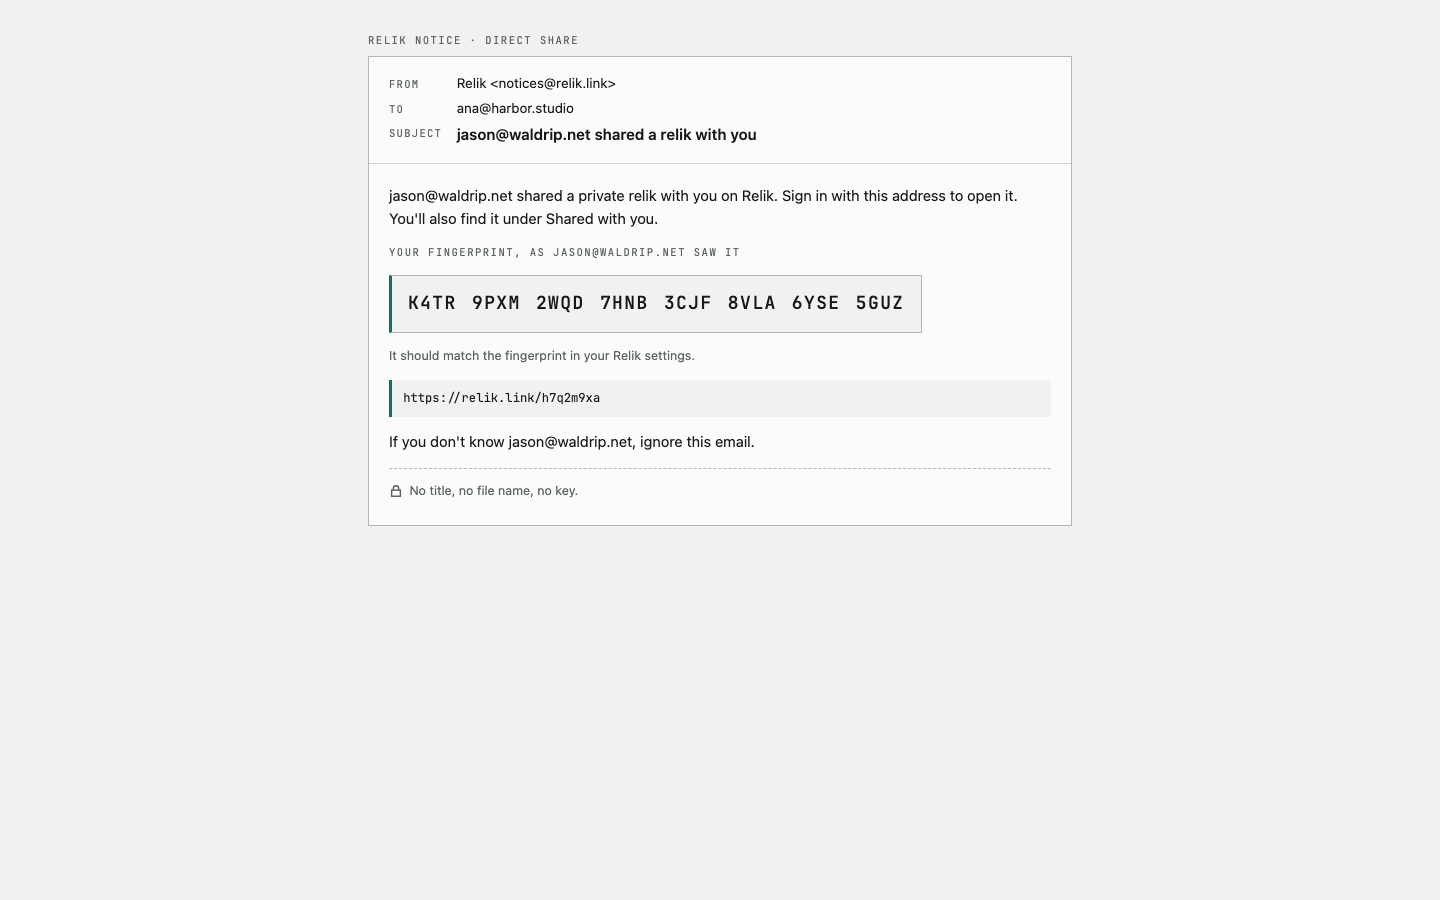 RELIK NOTICE · DIRECT SHARE
FROM Relik <notices@relik.link>
TO ana@harbor.studio
SUBJECT jason@waldrip.net shared a relik with you
jason@waldrip.net shared a private relik with you on Relik. Sign in with this address to open it.
You'll also find it under Shared with you.
YOUR FINGERPRINT, AS JASON@WALDRIP.NET SAW IT
K4TR 9PXM 2WQD 7HNB 3CJF 8VLA 6YSE 5GUZ
It should match the fingerprint in your Relik settings.
https://relik.link/h7q2m9xa
If you don't know jason@waldrip.net, ignore this email.
No title, no file name, no key.